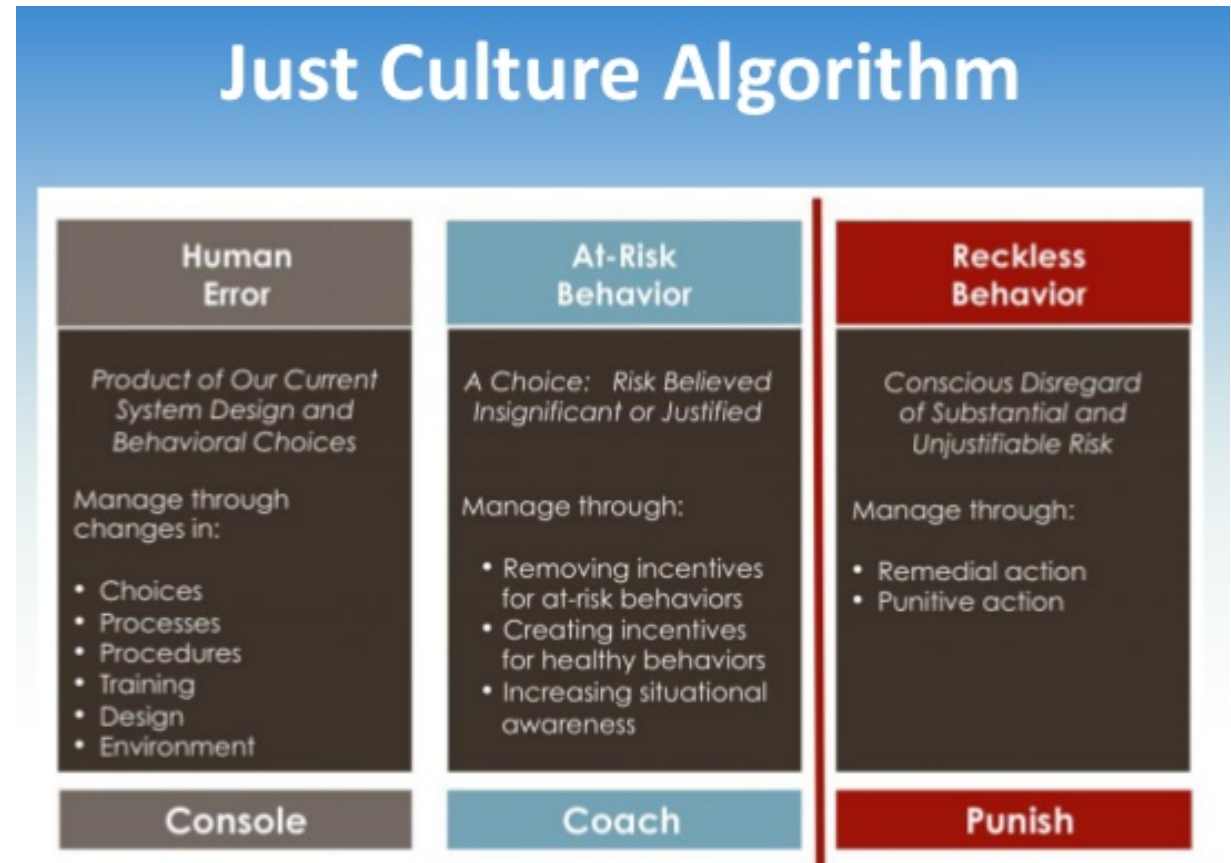 Just Culture Algorithm
Human
Error
Product of Our Current
System Design and
Behavioral Choices
Manage through
changes in:
• Choices
• Processes
• Procedures
• Training
• Design
• Environment
Console
At-Risk
Behavior
A Choice: Risk Believed
Insignificant or Justified
Manage through:
• Removing incentives
for at-risk behaviors
• Creating incentives
for healthy behaviors
• Increasing situational
awareness
Coach
Reckless
Behavior
Conscious Disregard
of Substantial and
Unjustifiable Risk
Manage through:
• Remedial action
• Punitive action
Punish